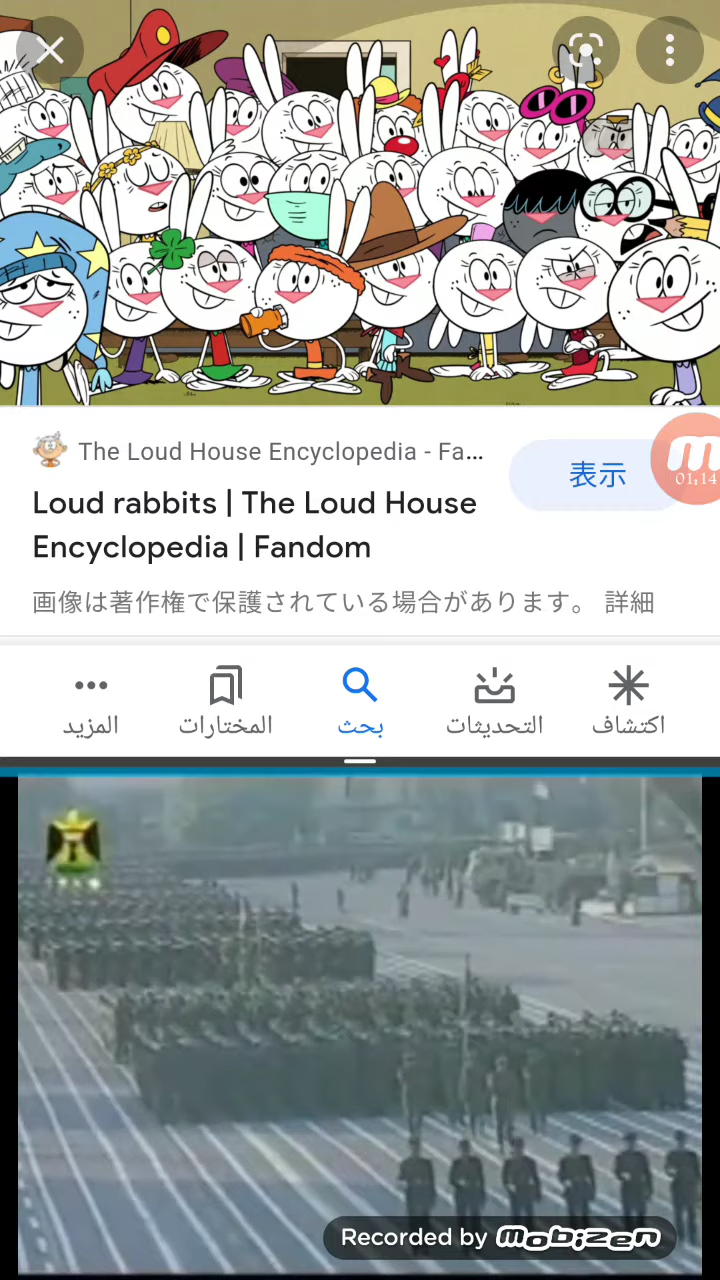 01:14
The Loud House Encyclopedia - Fa...
表示
Loud rabbits | The Loud House
Encyclopedia | Fandom
画像は著作権で保護されている場合があります。 詳細
اكتشاف
التحديثات
بحث
المختارات
المزيد
Recorded by mobizen